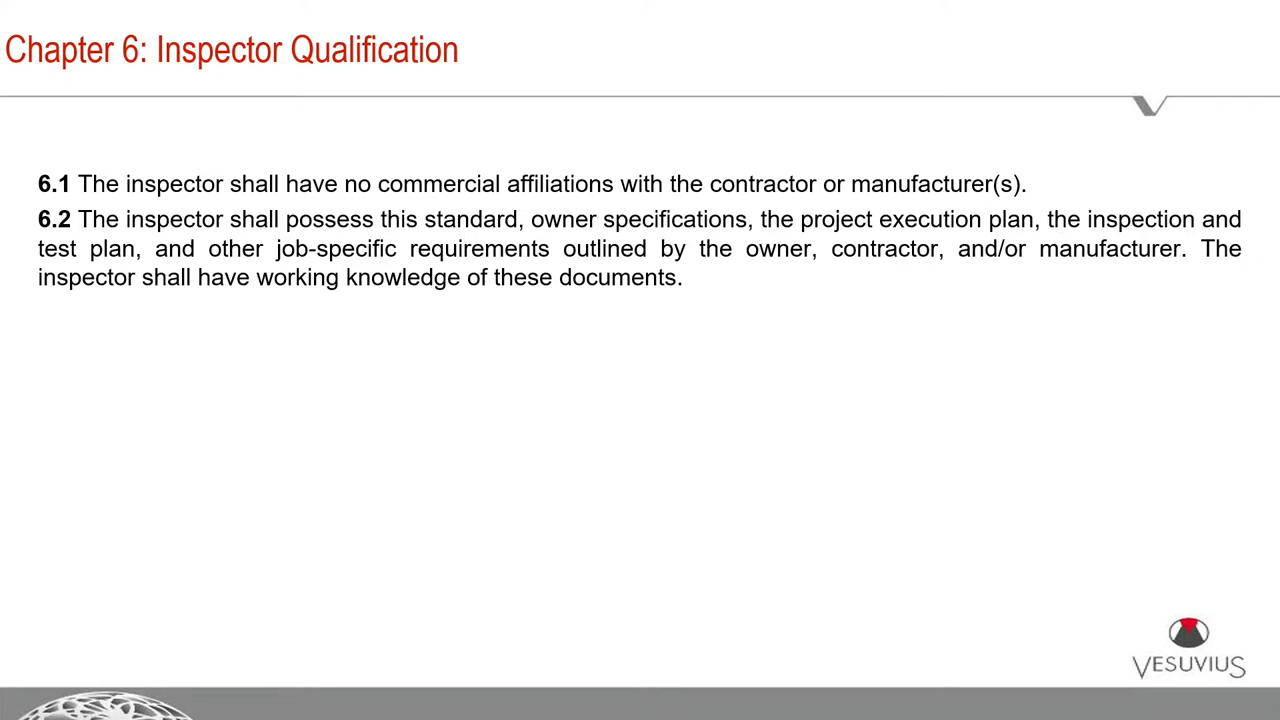 Chapter 6: Inspector Qualification
6.1 The inspector shall have no commercial affiliations with the contractor or manufacturer(s).
6.2 The inspector shall possess this standard, owner specifications, the project execution plan, the inspection and
test plan, and other job-specific requirements outlined by the owner, contractor, and/or manufacturer. The
inspector shall have working knowledge of these documents.
VESUVIUS